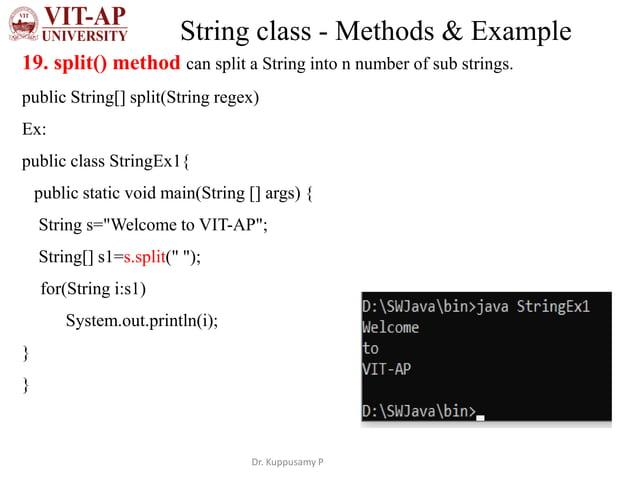 VIT-AP
UNIVERSITY
String class - Methods & Example
19. split() method can split a String into n number of sub strings.
public String[] split(String regex)
Ex:
public class StringEx1{
public static void main(String [] args) {
String s="Welcome to VIT-AP";
String[] s1=s.split(" ");
for(String i:s1)
System.out.println(i);
}
}
D:\SWJava\bin>java StringEx1
Welcome
to
VIT-AP
D:\SWJava\bin>_
Dr. Kuppusamy P